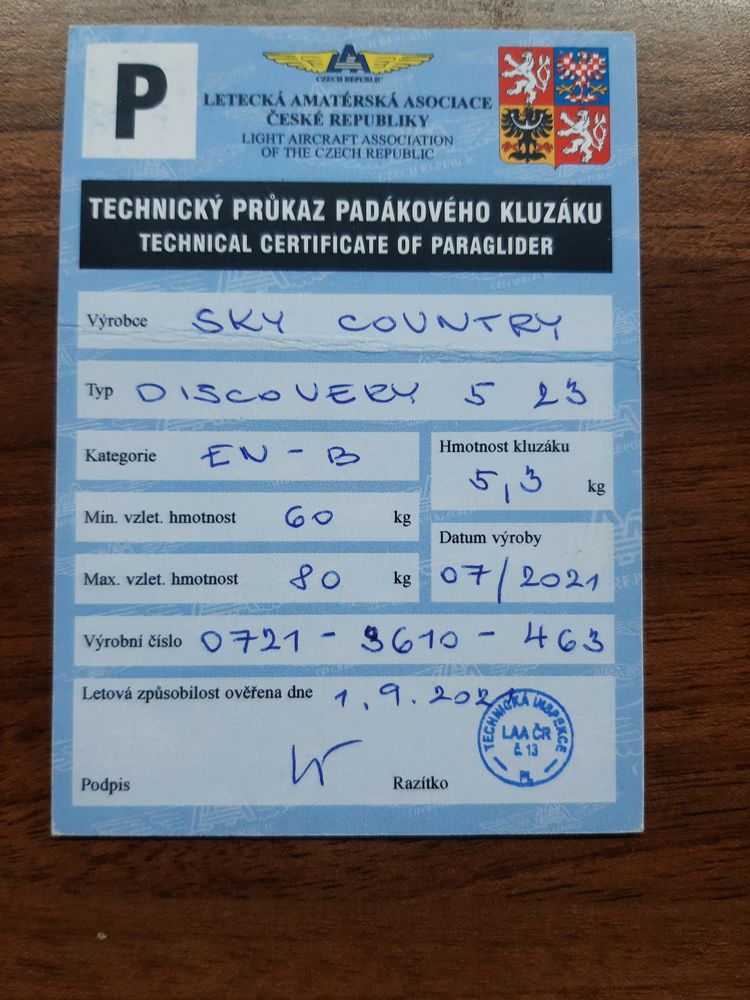 P
CZECH REPUBLIC
LETECKÁ AMATÉRSKÁ ASOCIACE
ČESKÉ REPUBLIKY
LIGHT AIRCRAFT ASSOCIATION
OF THE CZECH REPUBLIC
TECHNICKÝ PRŮKAZ PADÁKOVÉHO KLUZÁKU
TECHNICAL CERTIFICATE OF PARAGLIDER
Výrobce SKY COUNTRY
Typ DISCOVERY 5 23
Kategorie EN - B
Hmotnost kluzáku
5,3 kg
Min. vzlet. hmotnost 60 kg
Datum výroby
07/2021
Max. vzlet. hmotnost 80 kg
Výrobní číslo 0721 - 3610 - 463
Letová způsobilost ověřena dne 1.9.2021
TECHNICKÁ INSPEKCE
LAA ČR
č. 13
PL
Podpis
Razítko